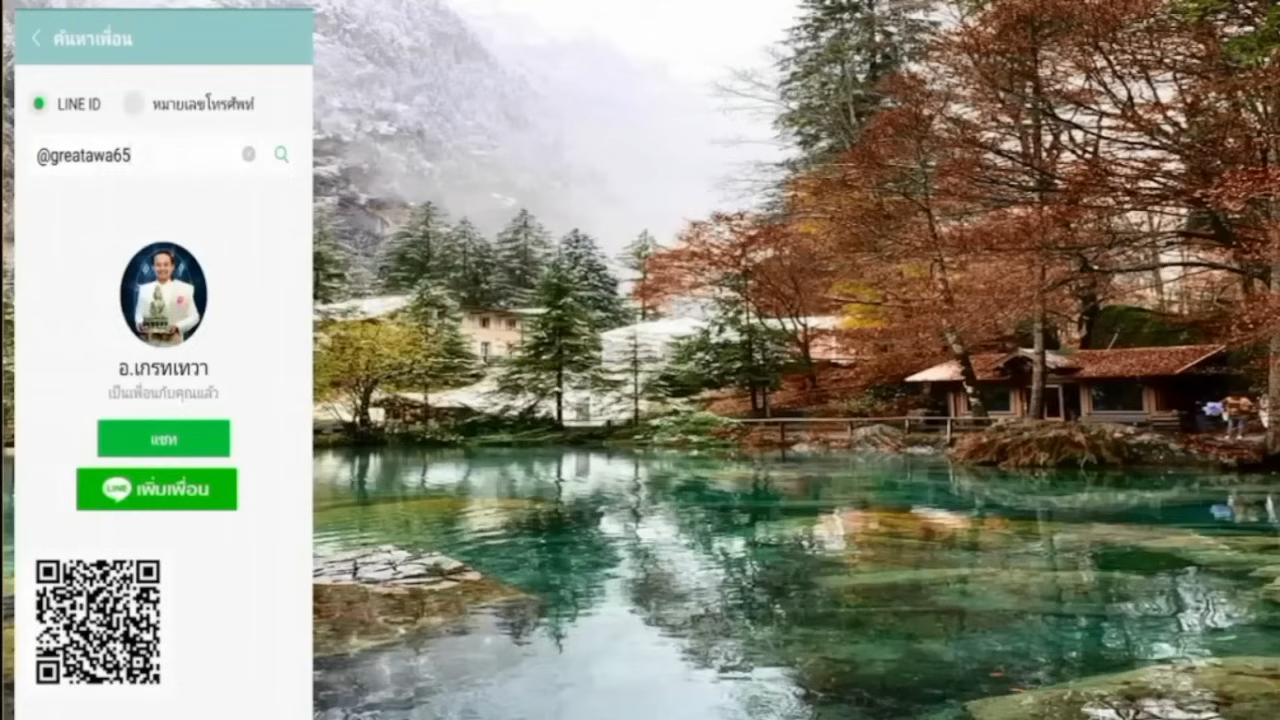 ค้นหาเพื่อน
LINE ID หมายเลขโทรศัพท์
@greatawa65
อ.เกรทเทวา
เป็นเพื่อนกับคุณแล้ว
แชท
LINE เพิ่มเพื่อน